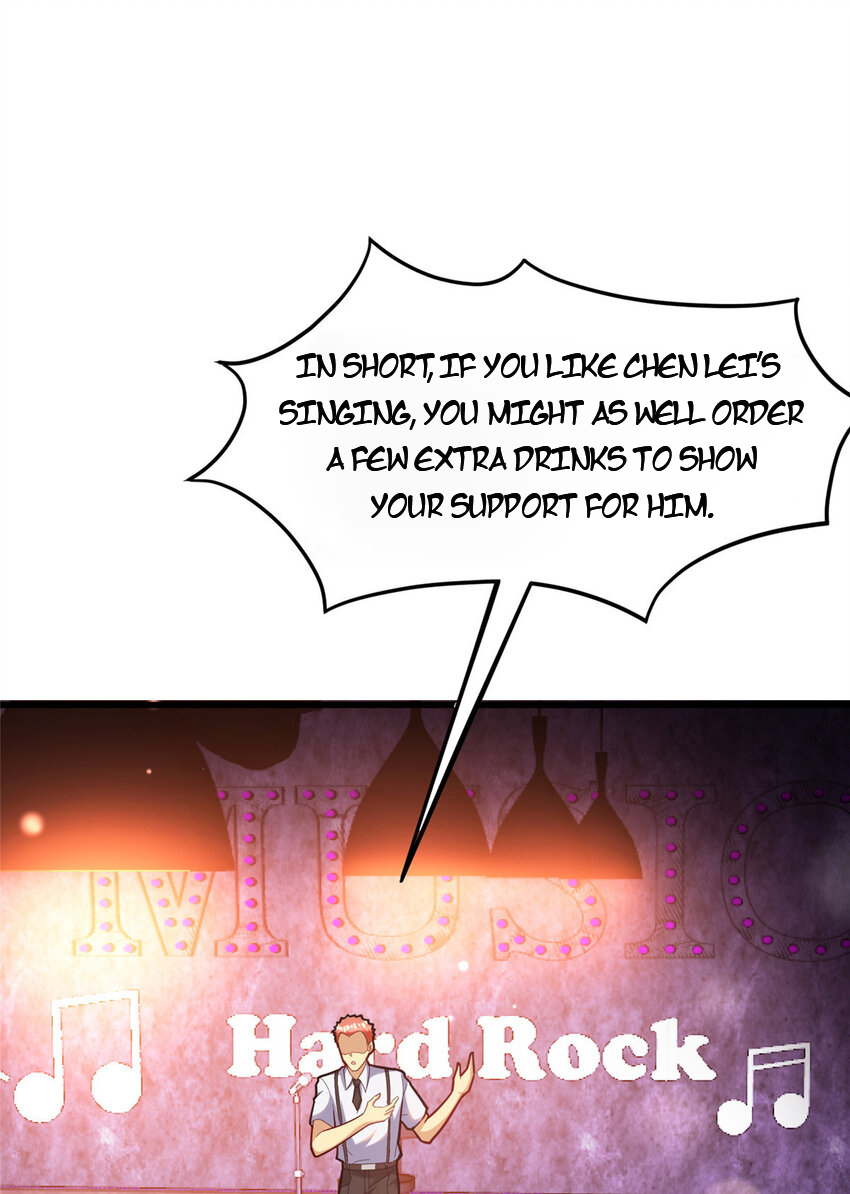 IN SHORT, IF YOU LIKE CHEN LEI'S
SINGING, YOU MIGHT AS WELL ORDER
A FEW EXTRA DRINKS TO SHOW
YOUR SUPPORT FOR HIM.
MUSIC
Hard Rock